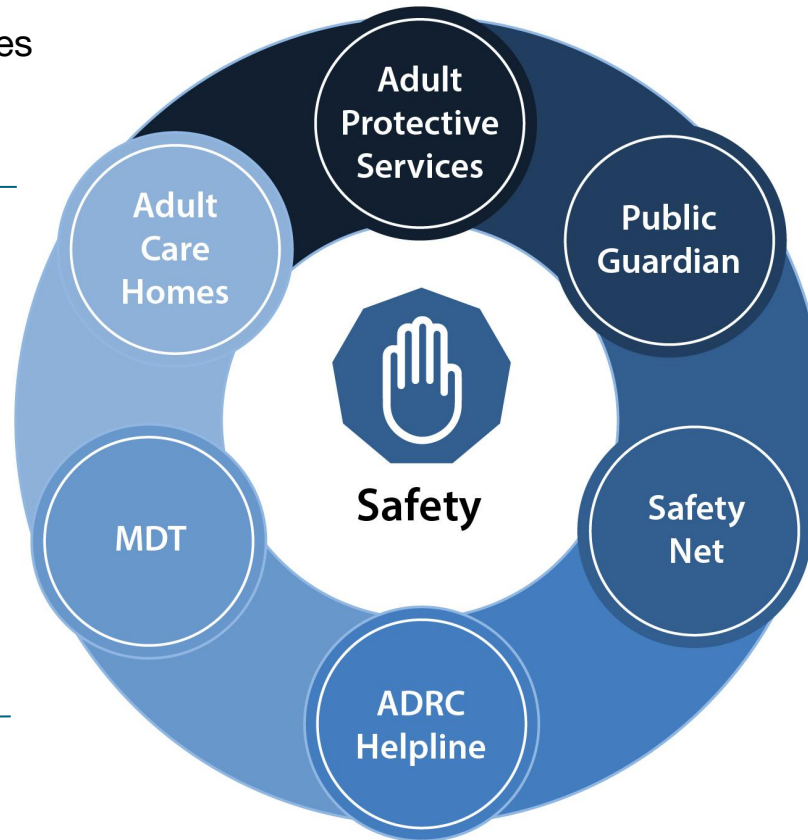 es
Adult
Protective
Services
Public
Guardian
Safety
Net
ADRC
Helpline
MDT
Adult
Care
Homes
Safety